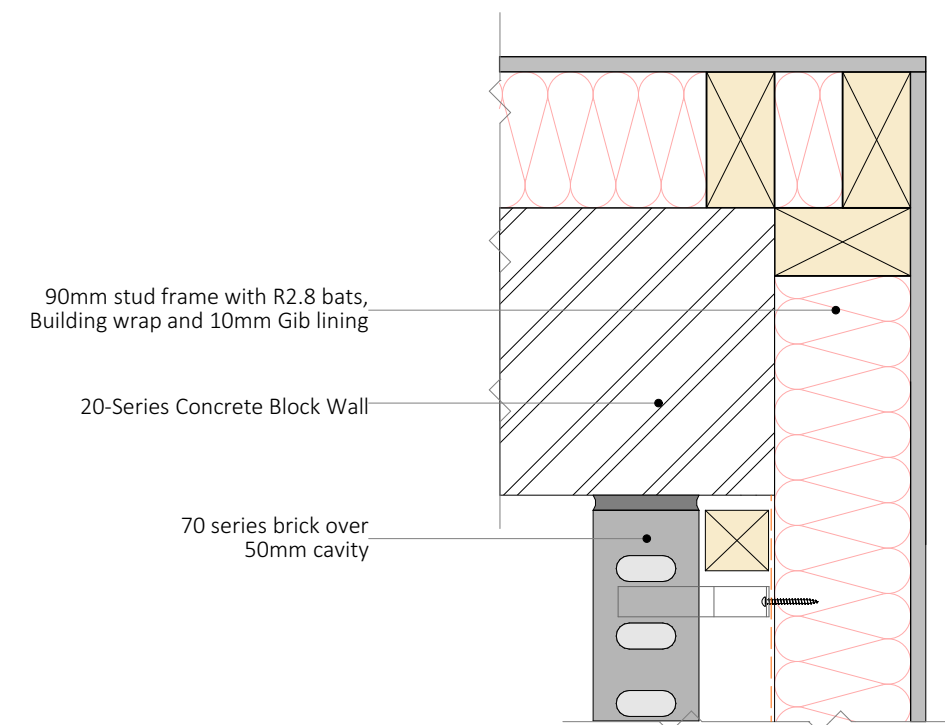 90mm stud frame with R2.8 bats,
Building wrap and 10mm Gib lining
20-Series Concrete Block Wall
70 series brick over
50mm cavity